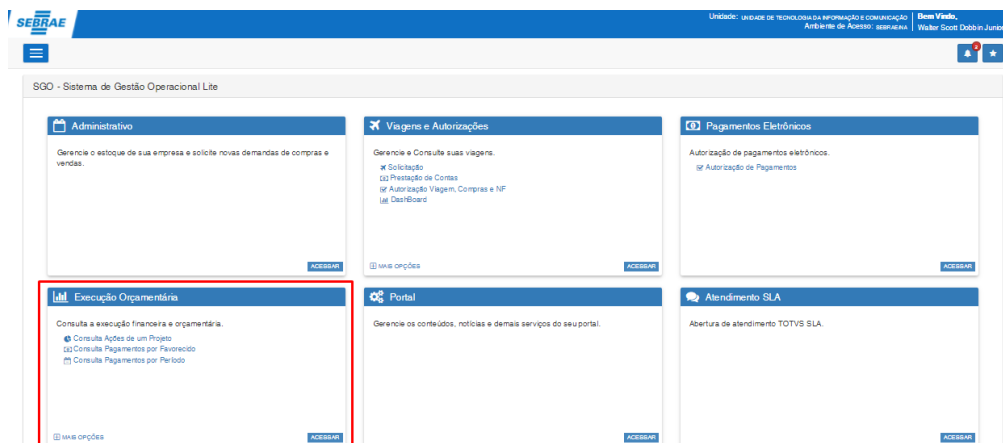 SEBRAE
Unidade: UNIDADE DE TECNOLOGIA DA INFORMAÇÃO E COMUNICAÇÃO
Ambiente de Acesso: SEBRAE/NA
Bem Vindo,
Walter Scott Dobbin Junior
2
SGO - Sistema de Gestão Operacional Lite
Administrativo
Gerencie o estoque de sua empresa e solicite novas demandas de compras e
vendas.
ACESSAR
Viagens e Autorizações
Gerencie e Consulte suas viagens.
Solicitação
Prestação de Contas
Autorização Viagem, Compras e NF
DashBoard
MAIS OPÇÕES
ACESSAR
Pagamentos Eletrônicos
Autorização de pagamentos eletrônicos.
Autorização de Pagamentos
ACESSAR
Execução Orçamentária
Consulta a execução financeira e orçamentária.
Consulta Ações de um Projeto
Consulta Pagamentos por Favorecido
Consulta Pagamentos por Período
MAIS OPÇÕES
ACESSAR
Portal
Gerencie os conteúdos, notícias e demais serviços do seu portal.
ACESSAR
Atendimento SLA
Abertura de atendimento TOTVS SLA.
ACESSAR